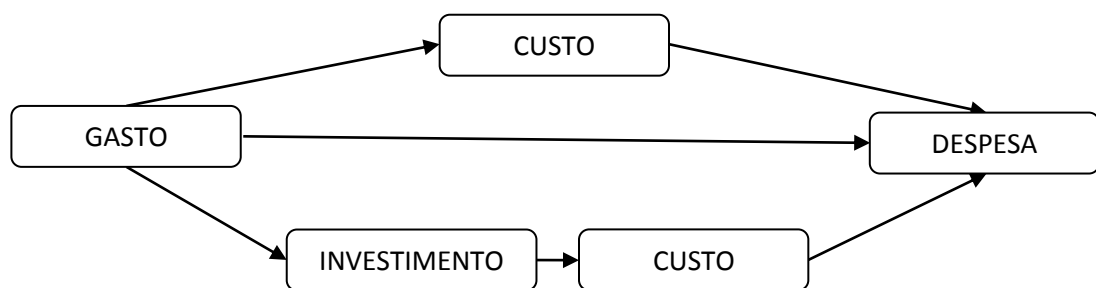 CUSTO
GASTO
DESPESA
INVESTIMENTO
CUSTO